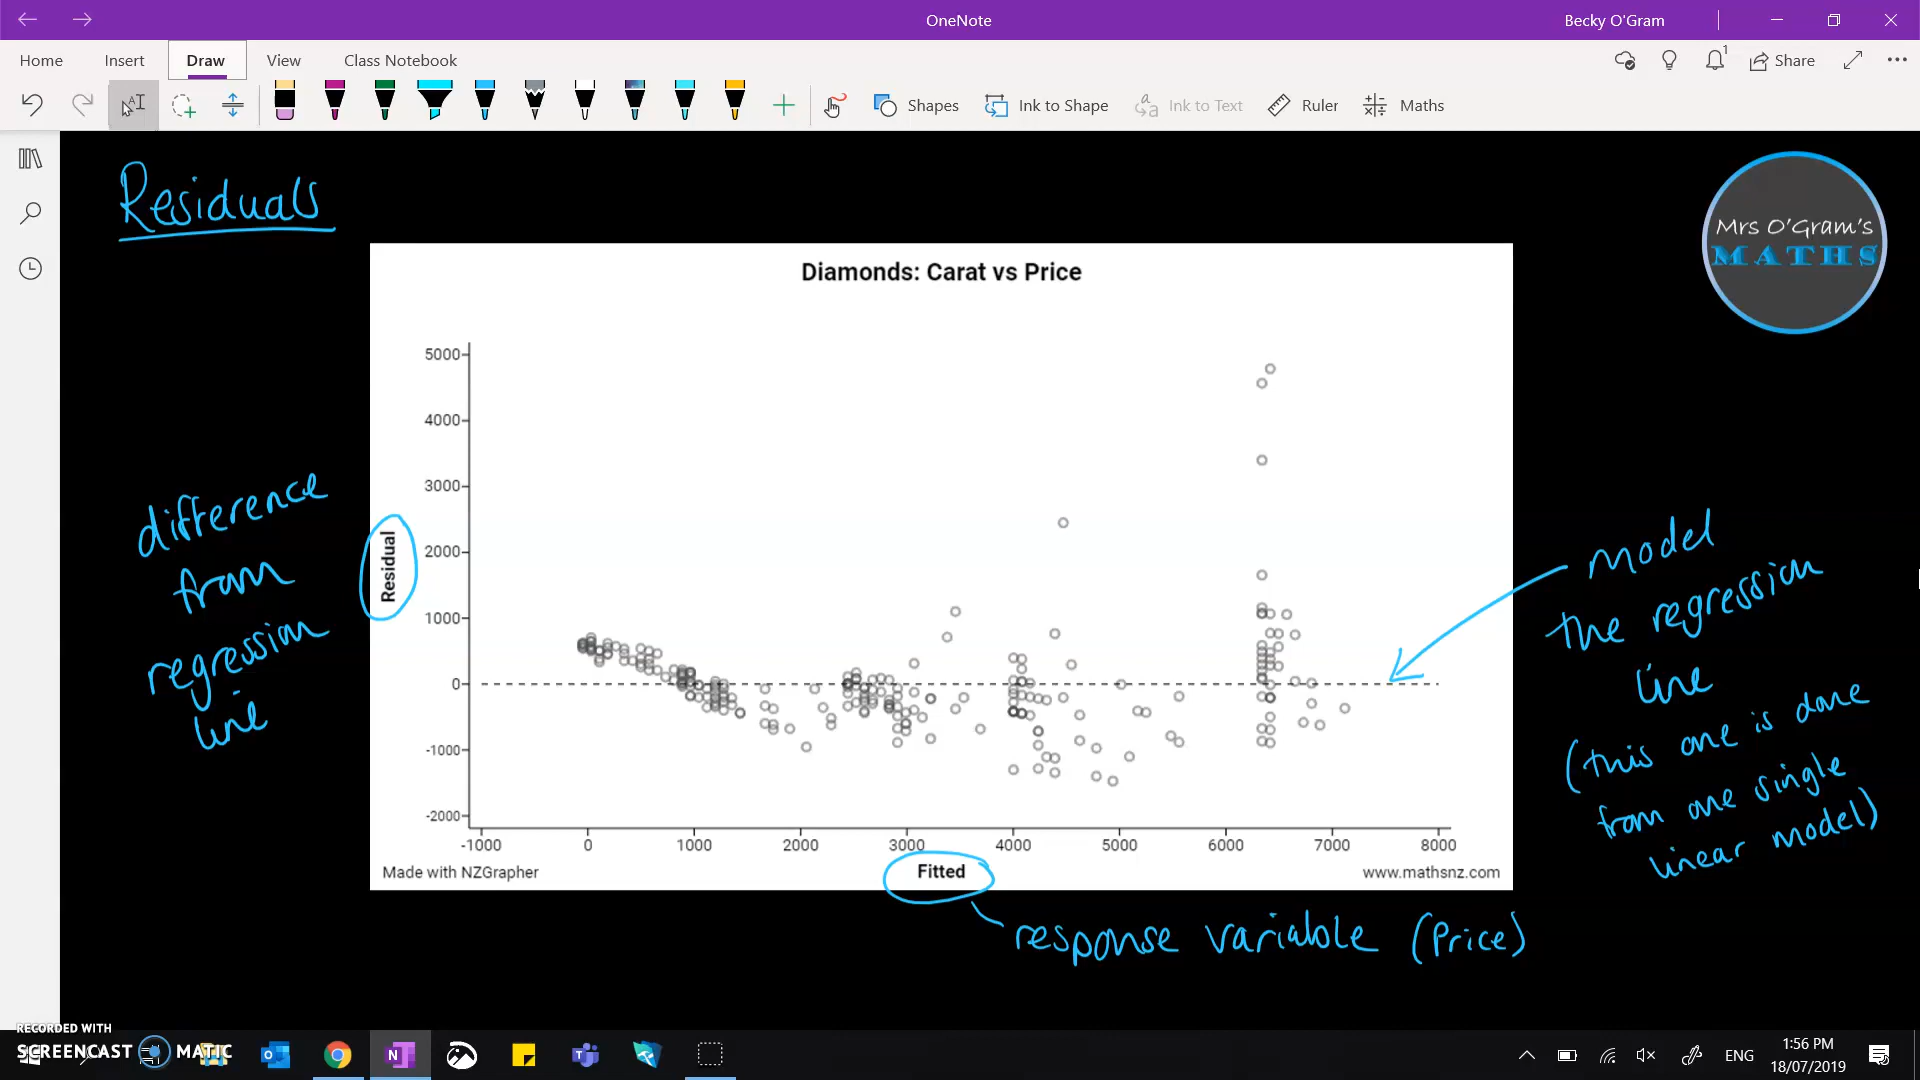 OneNote
Becky O'Gram
Home Insert Draw View Class Notebook
1
Share
Shapes Ink to Shape Ink to Text Ruler Maths
Residuals
Mrs O'Gram's
MATHS
Diamonds: Carat vs Price
5000
4000
3000
2000
1000
0
-1000
-2000
Residual
-1000 0 1000 2000 3000 4000 5000 6000 7000 8000
Fitted
Made with NZGrapher
www.mathsnz.com
difference
from
regression
line
model
the regression
line
(this one is done
from one single
linear model)
response variable (Price)
RECORDED WITH
SCREENCAST MATIC
ENG
1:56 PM
18/07/2019